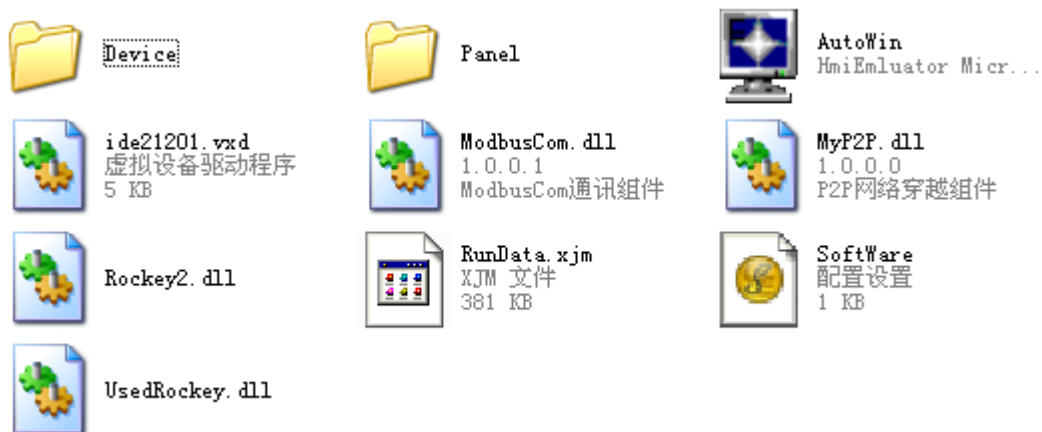 Device
Panel
AutoWin
HmiEmluator Micr...
ide21201.vxd
虚拟设备驱动程序
5 KB
ModbusCom.dll
1.0.0.1
ModbusCom通讯组件
MyP2P.dll
1.0.0.0
P2P网络穿越组件
Rockey2.dll
RunData.xjm
XJM 文件
381 KB
SoftWare
配置设置
1 KB
UsedRockey.dll